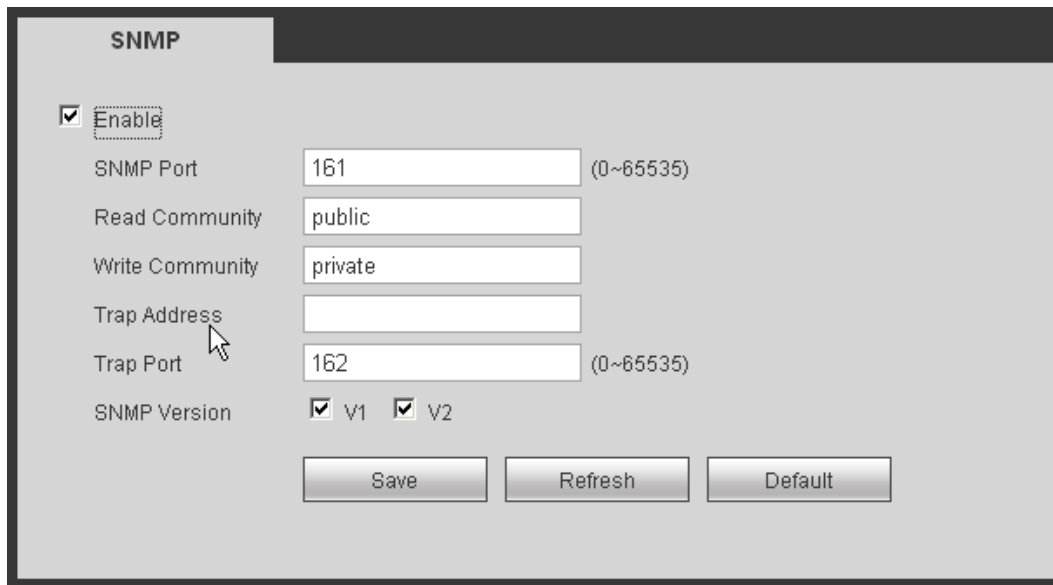 SNMP
Enable
SNMP Port 161 (0~65535)
Read Community public
Write Community private
Trap Address
Trap Port 162 (0~65535)
SNMP Version V1 V2
Save Refresh Default